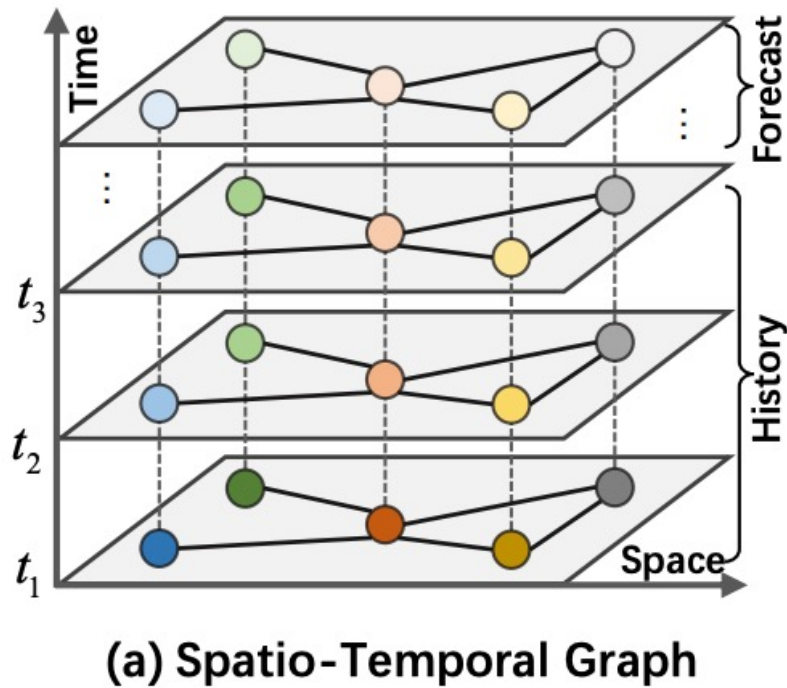 Time
Forecast
...
...
t3
History
t2
t1
Space
(a) Spatio-Temporal Graph